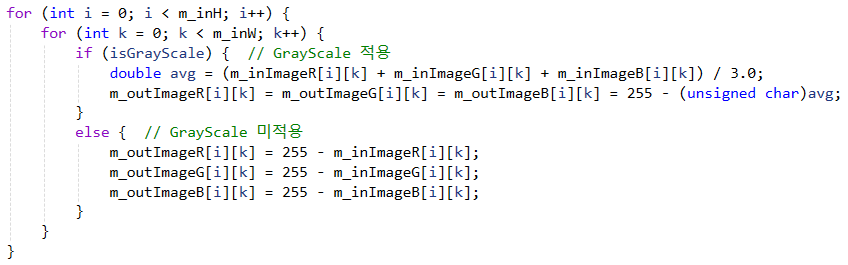 for (int i = 0; i < m_inH; i++) {
    for (int k = 0; k < m_inW; k++) {
        if (isGrayScale) {  // GrayScale 적용
            double avg = (m_inImageR[i][k] + m_inImageG[i][k] + m_inImageB[i][k]) / 3.0;
            m_outImageR[i][k] = m_outImageG[i][k] = m_outImageB[i][k] = 255 - (unsigned char)avg;
        }
        else {  // GrayScale 미적용
            m_outImageR[i][k] = 255 - m_inImageR[i][k];
            m_outImageG[i][k] = 255 - m_inImageG[i][k];
            m_outImageB[i][k] = 255 - m_inImageB[i][k];
        }
    }
}